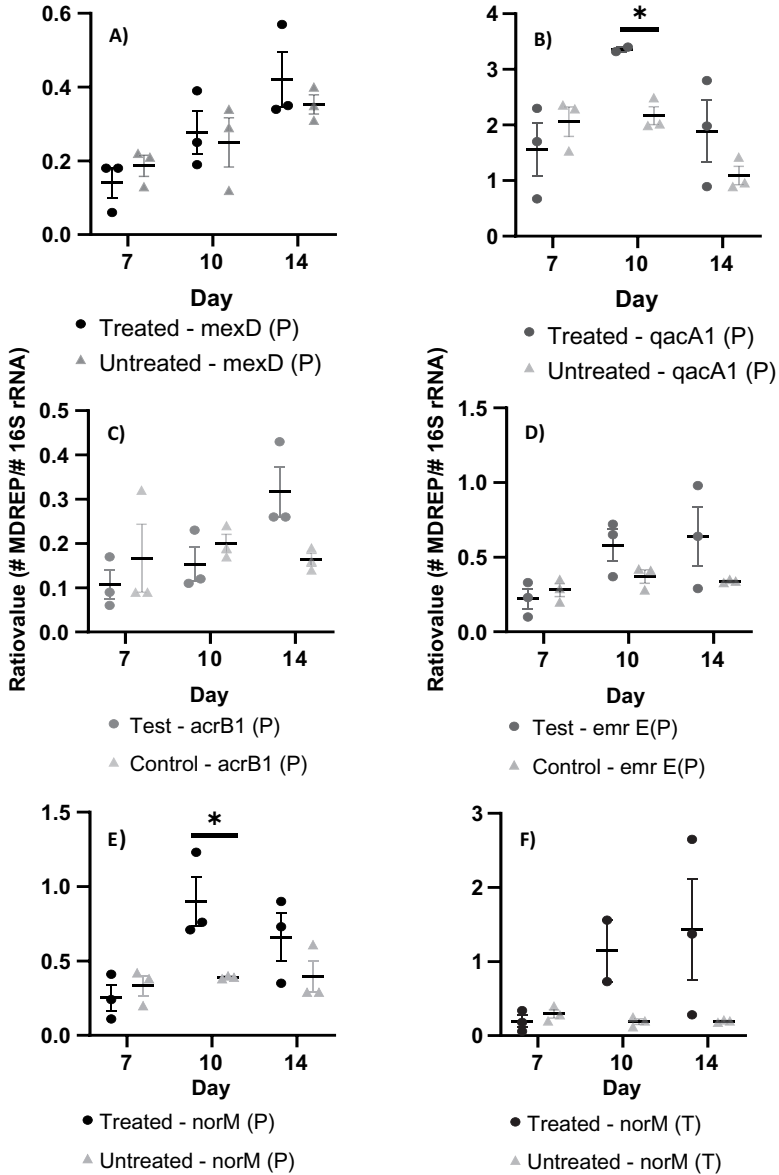 A)
0.6
0.4
0.2
0.0
7 10 14
Day
Treated - mexD (P)
Untreated - mexD (P)
B)
*
4
3
2
1
0
7 10 14
Day
Treated - qacA1 (P)
Untreated - qacA1 (P)
Ratiovalue (# MDREP/# 16S rRNA)
C)
0.5
0.4
0.3
0.2
0.1
0.0
7 10 14
Day
Test - acrB1 (P)
Control - acrB1 (P)
Ratiovalue (# MDREP/# 16S rRNA)
D)
1.5
1.0
0.5
0.0
7 10 14
Day
Test - emr E(P)
Control - emr E(P)
E)
*
1.5
1.0
0.5
0.0
7 10 14
Day
Treated - norM (P)
Untreated - norM (P)
F)
3
2
1
0
7 10 14
Day
Treated - norM (T)
Untreated - norM (T)